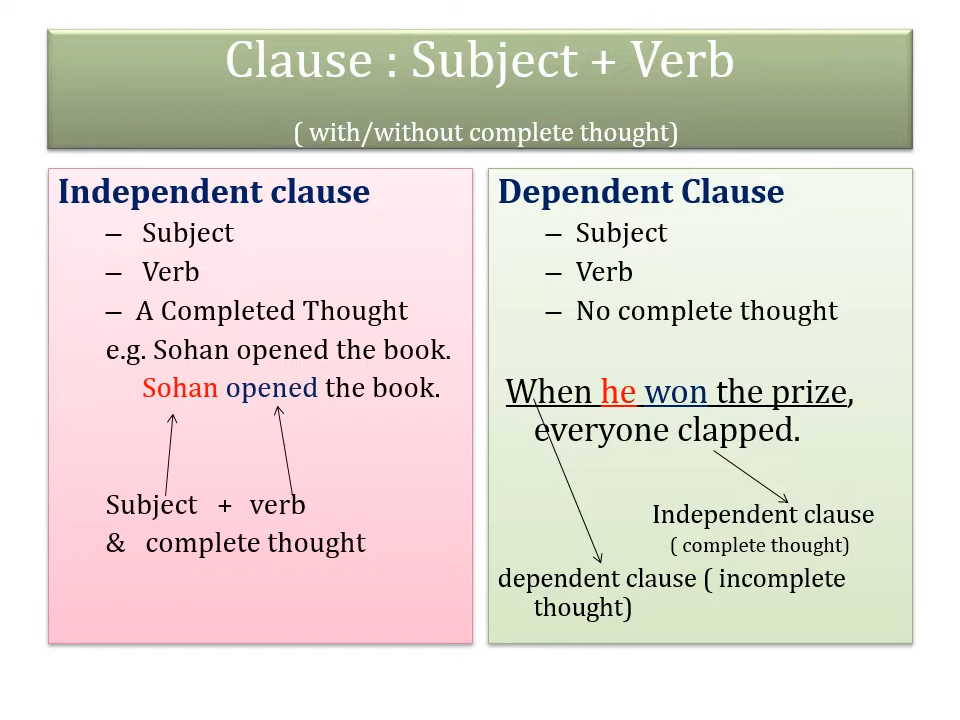 Clause : Subject + Verb
( with/without complete thought)
Independent clause
– Subject
– Verb
– A Completed Thought
e.g. Sohan opened the book.
Sohan opened the book.
Subject + verb
& complete thought
Dependent Clause
– Subject
– Verb
– No complete thought
When he won the prize,
everyone clapped.
Independent clause
( complete thought)
dependent clause ( incomplete
thought)